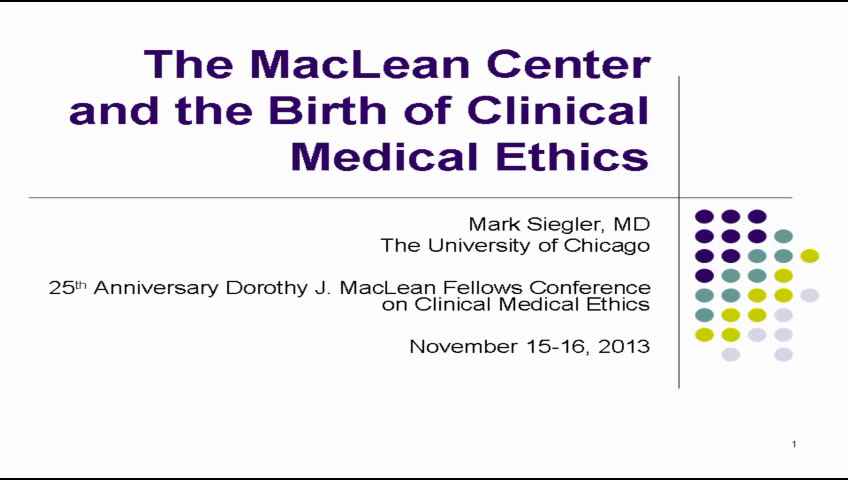 The MacLean Center
and the Birth of Clinical
Medical Ethics
Mark Siegler, MD
The University of Chicago
25th Anniversary Dorothy J. MacLean Fellows Conference
on Clinical Medical Ethics
November 15-16, 2013
1